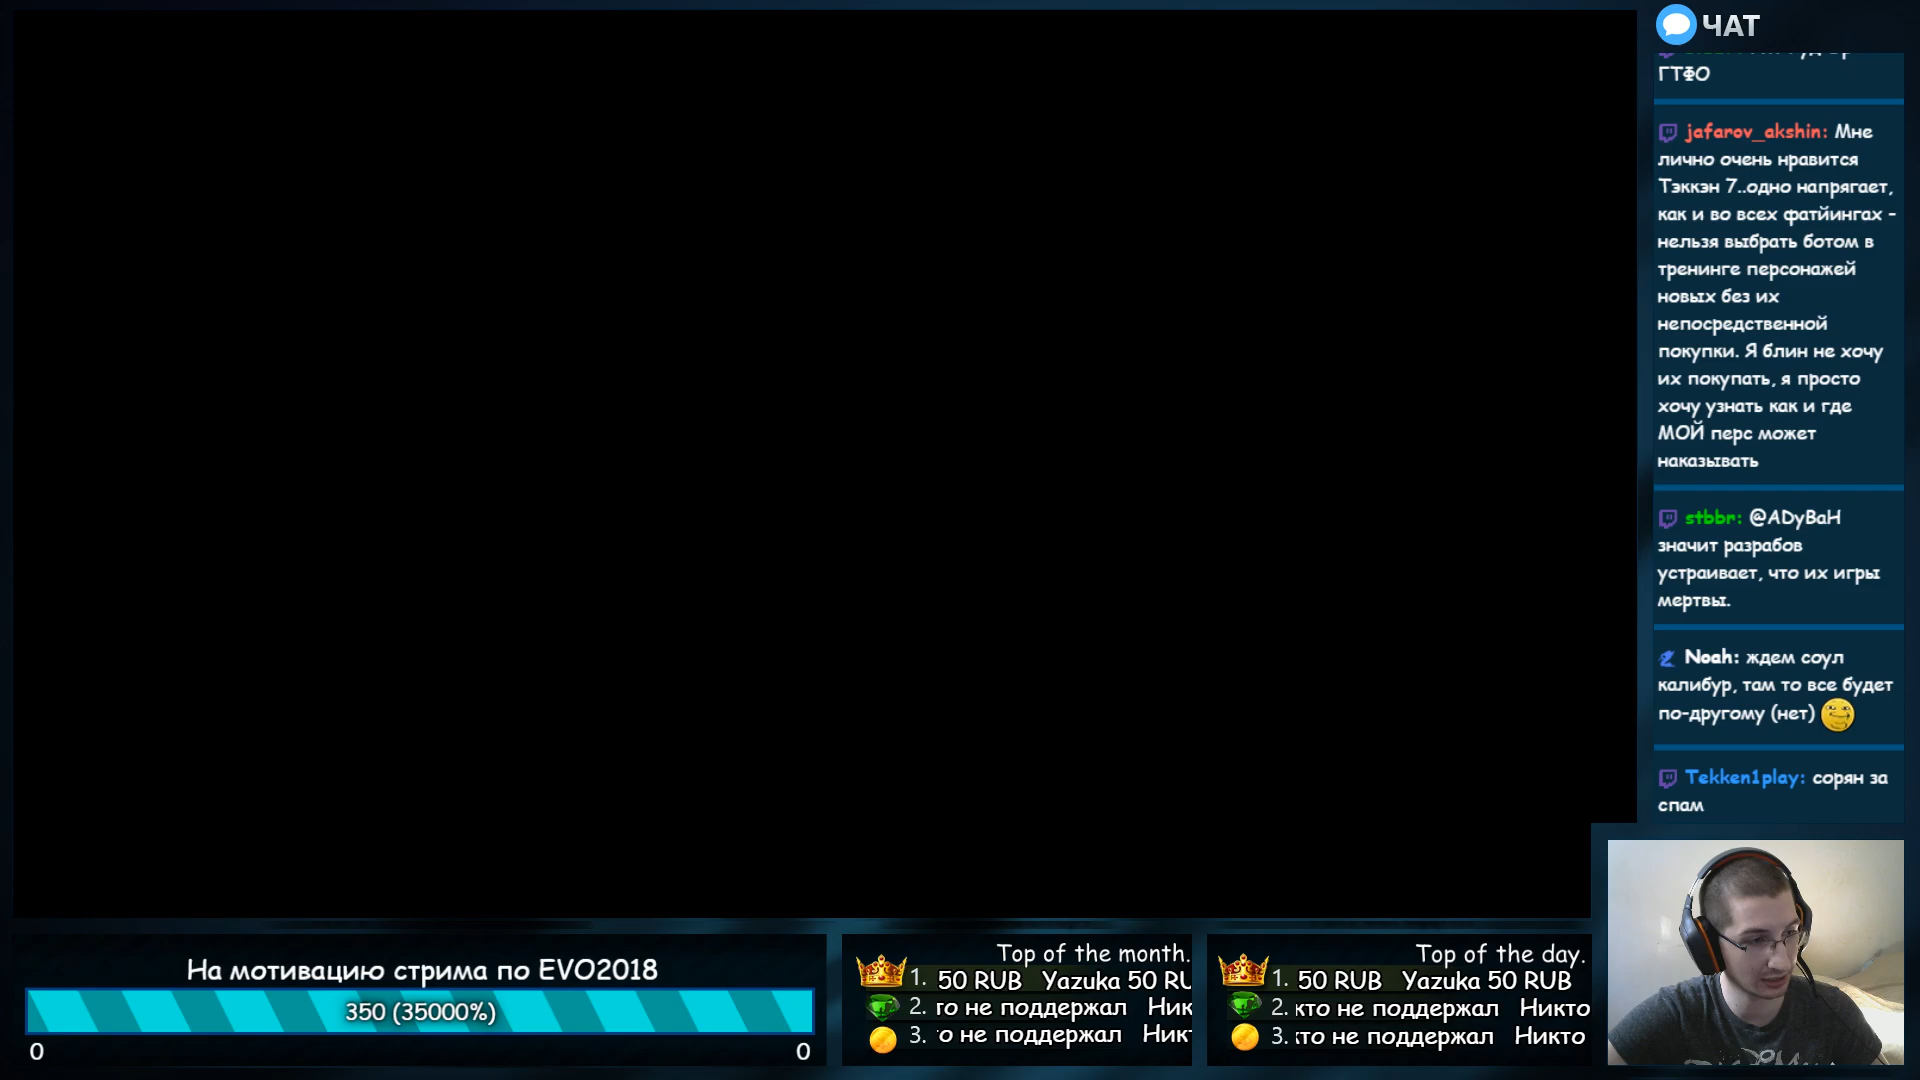 ЧАТ
ГТФО
jafarov_akshin: Мне
лично очень нравится
Тэккэн 7..одно напрягает,
как и во всех фатйингах -
нельзя выбрать ботом в
тренинге персонажей
новых без их
непосредственной
покупки. Я блин не хочу
их покупать, я просто
хочу узнать как и где
МОЙ перс может
наказывать
stbbr: @ADyBaH
значит разрабов
устраивает, что их игры
мертвы.
Noah: ждем соул
калибур, там то все будет
по-другому (нет)
Tekken1play: сорян за
спам
На мотивацию стрима по EVO2018
350 (35000%)
0 0
Top of the month.
1. 50 RUB Yazuka 50 RU
2. го не поддержал Ник
3. о не поддержал Ник
Top of the day.
1. 50 RUB Yazuka 50 RUB
2. кто не поддержал Никто
3. кто не поддержал Никто